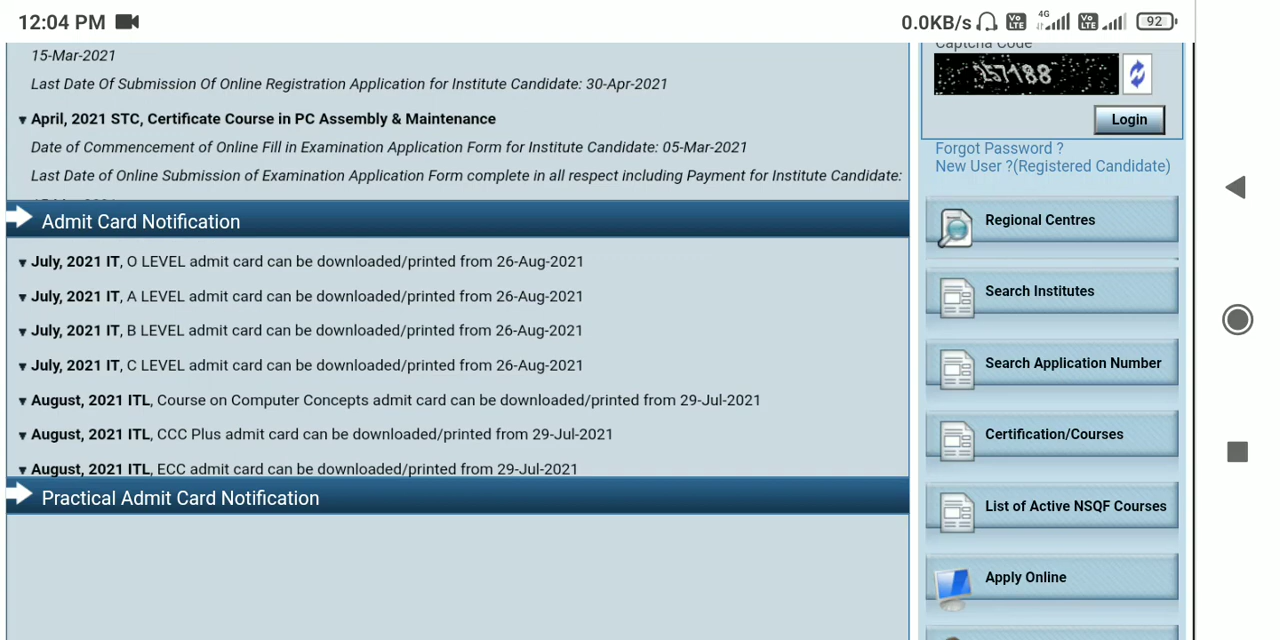 12:04 PM
0.0KB/s
Vo LTE
4G
Vo LTE
92
15-Mar-2021
Last Date Of Submission Of Online Registration Application for Institute Candidate: 30-Apr-2021
▼ April, 2021 STC, Certificate Course in PC Assembly & Maintenance
Date of Commencement of Online Fill in Examination Application Form for Institute Candidate: 05-Mar-2021
Last Date of Online Submission of Examination Application Form complete in all respect including Payment for Institute Candidate:
Admit Card Notification
▼ July, 2021 IT, O LEVEL admit card can be downloaded/printed from 26-Aug-2021
▼ July, 2021 IT, A LEVEL admit card can be downloaded/printed from 26-Aug-2021
▼ July, 2021 IT, B LEVEL admit card can be downloaded/printed from 26-Aug-2021
▼ July, 2021 IT, C LEVEL admit card can be downloaded/printed from 26-Aug-2021
▼ August, 2021 ITL, Course on Computer Concepts admit card can be downloaded/printed from 29-Jul-2021
▼ August, 2021 ITL, CCC Plus admit card can be downloaded/printed from 29-Jul-2021
▼ August, 2021 ITL, ECC admit card can be downloaded/printed from 29-Jul-2021
Practical Admit Card Notification
Captcha Code
Login
Forgot Password ?
New User ?(Registered Candidate)
Regional Centres
Search Institutes
Search Application Number
Certification/Courses
List of Active NSQF Courses
Apply Online